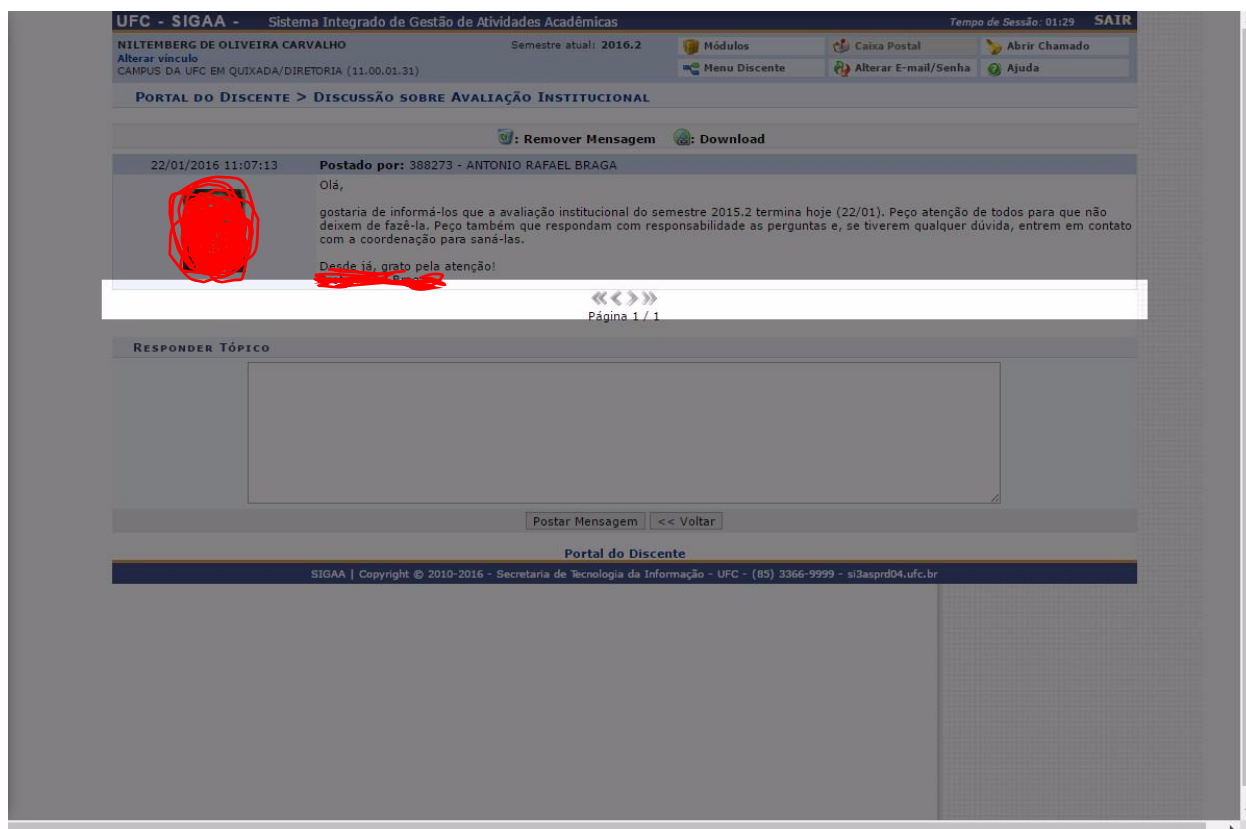 UFC - SIGAA - Sistema Integrado de Gestão de Atividades Acadêmicas Tempo de Sessão: 01:29 SAIR
NILTEMBERG DE OLIVEIRA CARVALHO Semestre atual: 2016.2 Módulos Caixa Postal Abrir Chamado
Alterar vínculo
CAMPUS DA UFC EM QUIXADA/DIRETORIA (11.00.01.31) Menu Discente Alterar E-mail/Senha Ajuda
PORTAL DO DISCENTE > DISCUSSÃO SOBRE AVALIAÇÃO INSTITUCIONAL
: Remover Mensagem : Download
22/01/2016 11:07:13 Postado por: 388273 - ANTONIO RAFAEL BRAGA
Olá,
gostaria de informá-los que a avaliação institucional do semestre 2015.2 termina hoje (22/01). Peço atenção de todos para que não
deixem de fazê-la. Peço também que respondam com responsabilidade as perguntas e, se tiverem qualquer dúvida, entrem em contato
com a coordenação para saná-las.
Desde já, grato pela atenção!
Página 1 / 1
RESPONDER TÓPICO
Postar Mensagem << Voltar
Portal do Discente
SIGAA | Copyright © 2010-2016 - Secretaria de Tecnologia da Informação - UFC - (85) 3366-9999 - si3asprd04.ufc.br